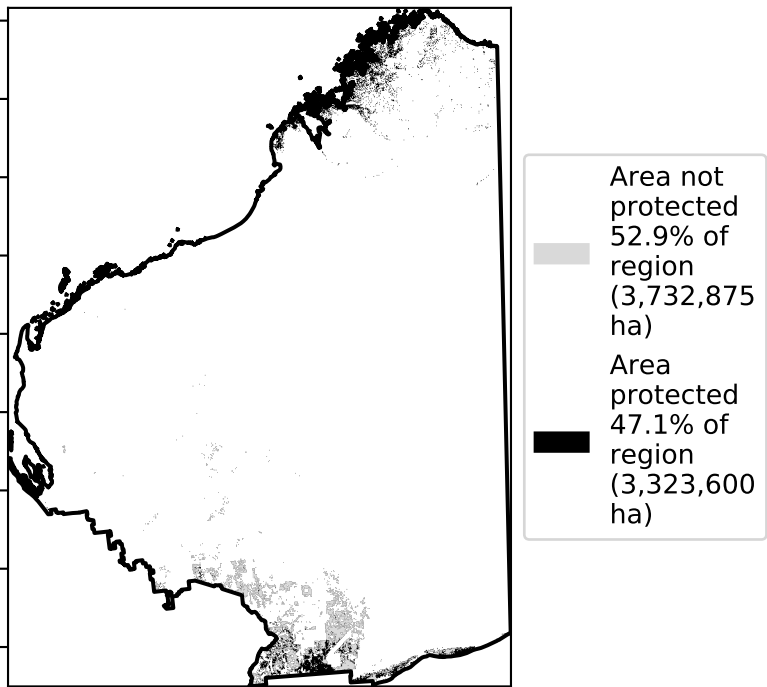 Area not
protected
52.9% of
region
(3,732,875
ha)
Area
protected
47.1% of
region
(3,323,600
ha)